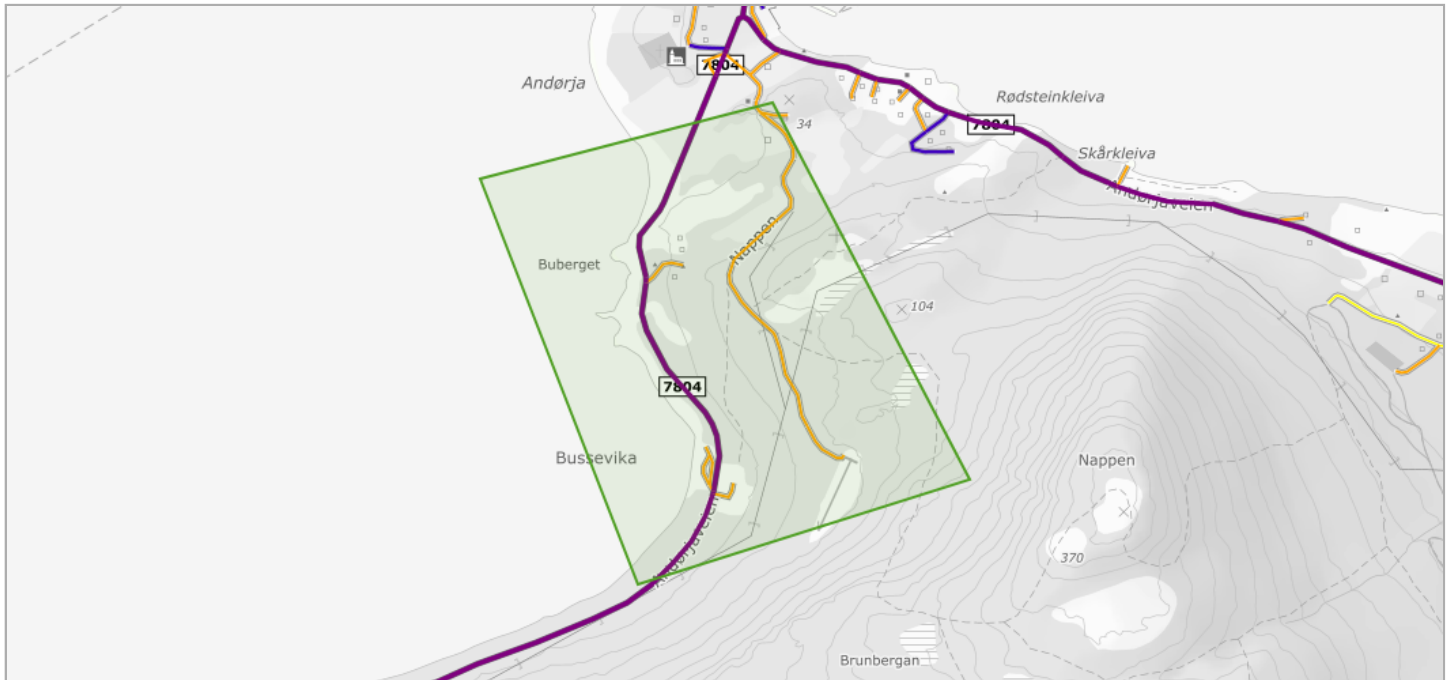 7804
Andørja
Rødsteinkleiva
34
7804
Skårkleiva
Andørjaveien
Nappen
Buberget
104
7804
Bussevika
Nappen
Andørjaveien
370
Brunbergan